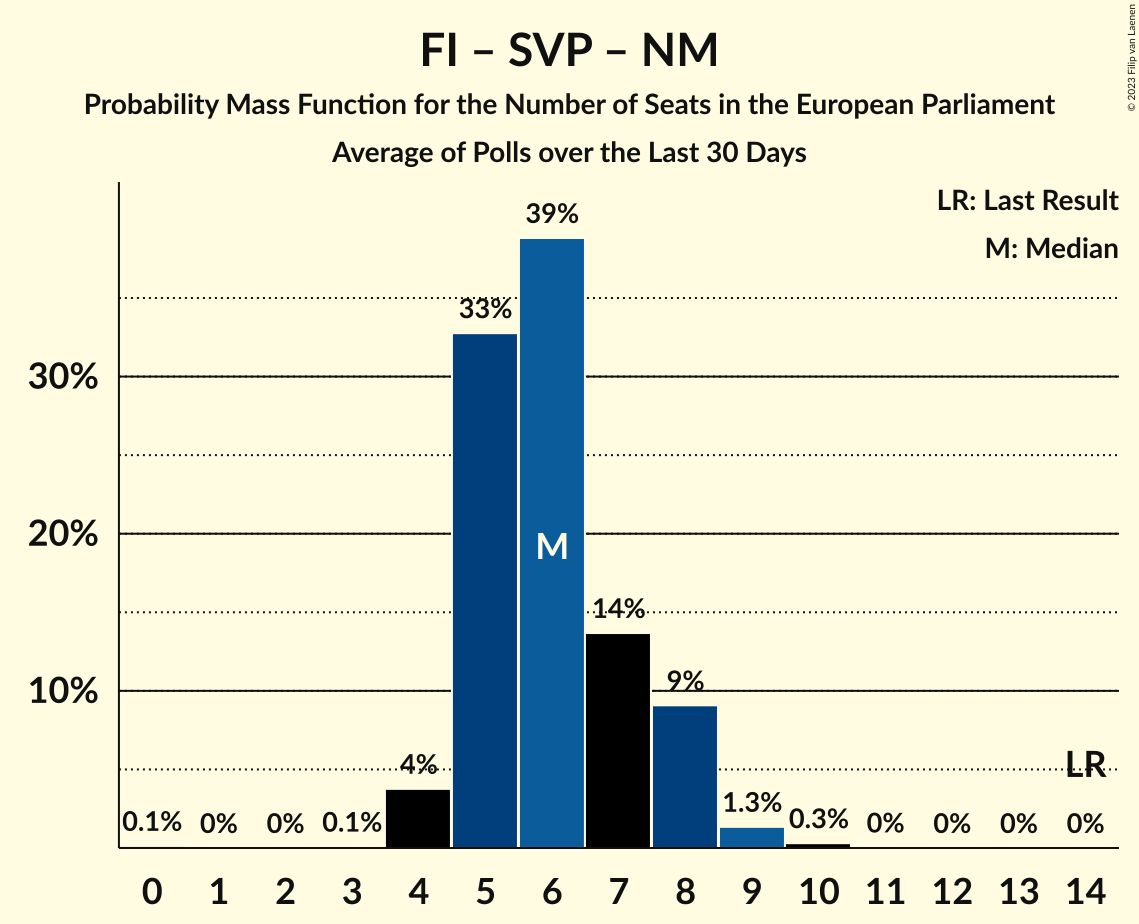 FI – SVP – NM
Probability Mass Function for the Number of Seats in the European Parliament
Average of Polls over the Last 30 Days
© 2023 Filip van Laenen
LR: Last Result
M: Median
39%
33%
30%
20%
M
14%
10%
9%
4%
LR
0.1% 0% 0% 0.1% 1.3% 0.3% 0% 0% 0% 0%
0 1 2 3 4 5 6 7 8 9 10 11 12 13 14